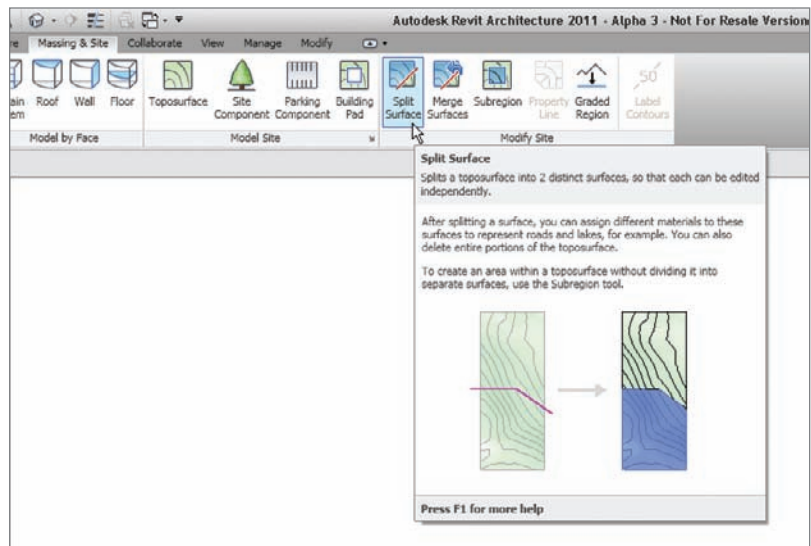 Autodesk Revit Architecture 2011 - Alpha 3 - Not For Resale Version
re Massing & Site Collaborate View Manage Modify
ain Roof Wall Floor Toposurface Site Parking Building Split Merge Subregion Property Graded Label
em Component Component Pad Surface Surfaces Line Region Contours
50
Model by Face Model Site Modify Site
Split Surface
Splits a toposurface into 2 distinct surfaces, so that each can be edited
independently.
After splitting a surface, you can assign different materials to these
surfaces to represent roads and lakes, for example. You can also
delete entire portions of the toposurface.
To create an area within a toposurface without dividing it into
separate surfaces, use the Subregion tool.
Press F1 for more help